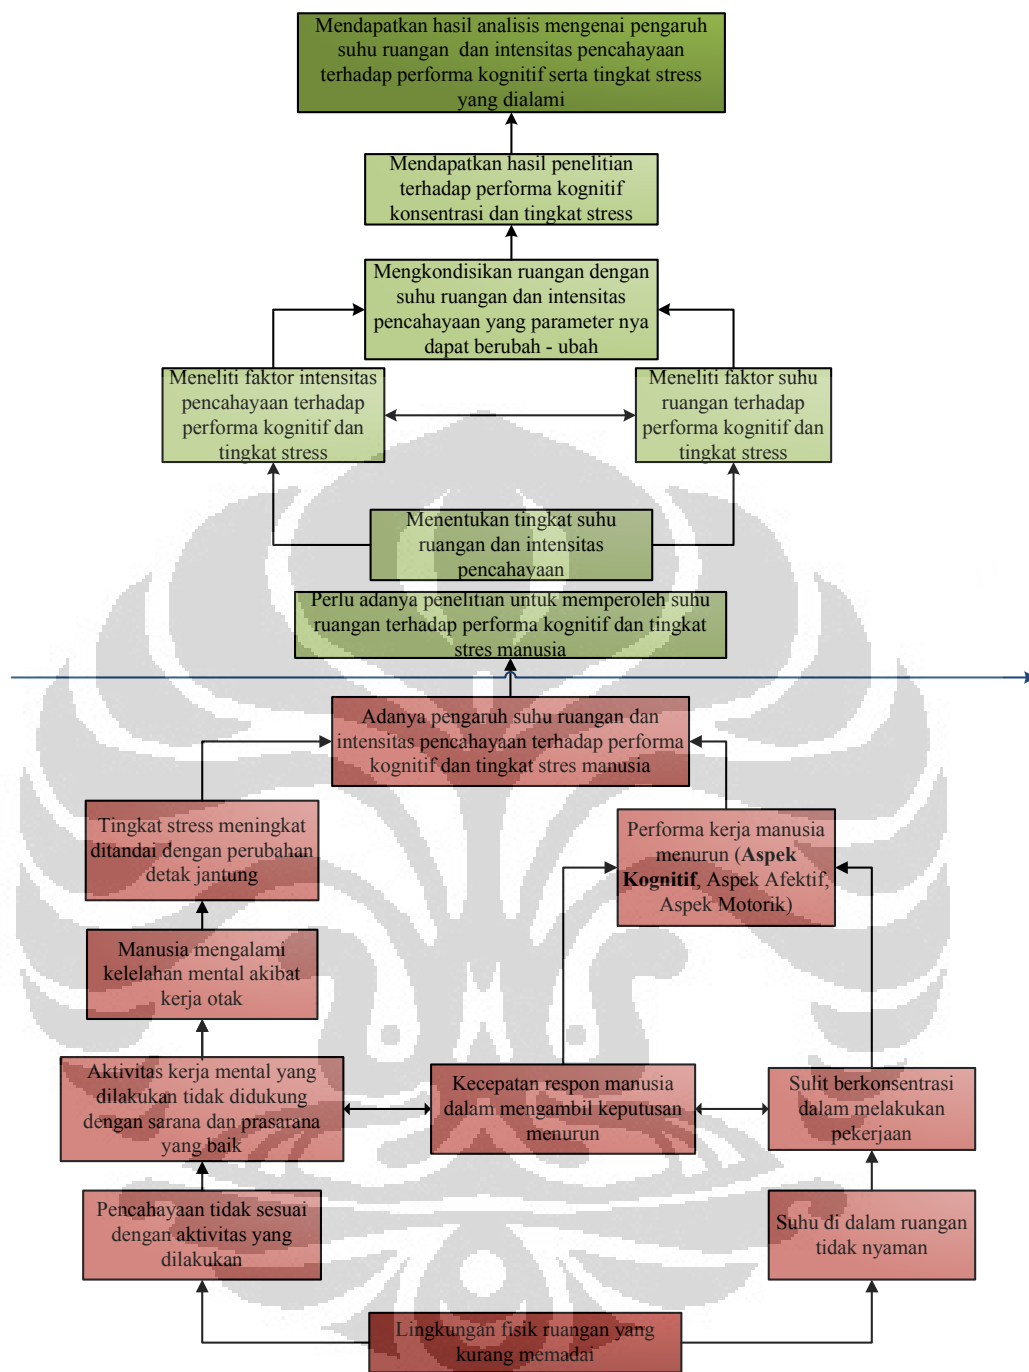 Mendapatkan hasil analisis mengenai pengaruh
suhu ruangan dan intensitas pencahayaan
terhadap performa kognitif serta tingkat stress
yang dialami
Mendapatkan hasil penelitian
terhadap performa kognitif
konsentrasi dan tingkat stress
Mengkondisikan ruangan dengan
suhu ruangan dan intensitas
pencahayaan yang parameter nya
dapat berubah - ubah
Meneliti faktor intensitas
pencahayaan terhadap
performa kognitif dan
tingkat stress
Meneliti faktor suhu
ruangan terhadap
performa kognitif dan
tingkat stress
Menentukan tingkat suhu
ruangan dan intensitas
pencahayaan
Perlu adanya penelitian untuk memperoleh suhu
ruangan terhadap performa kognitif dan tingkat
stres manusia
Adanya pengaruh suhu ruangan dan
intensitas pencahayaan terhadap performa
kognitif dan tingkat stres manusia
Tingkat stress meningkat
ditandai dengan perubahan
detak jantung
Performa kerja manusia
menurun (Aspek
Kognitif, Aspek Afektif,
Aspek Motorik)
Manusia mengalami
kelelahan mental akibat
kerja otak
Aktivitas kerja mental yang
dilakukan tidak didukung
dengan sarana dan prasarana
yang baik
Kecepatan respon manusia
dalam mengambil keputusan
menurun
Sulit berkonsentrasi
dalam melakukan
pekerjaan
Pencahayaan tidak sesuai
dengan aktivitas yang
dilakukan
Suhu di dalam ruangan
tidak nyaman
Lingkungan fisik ruangan yang
kurang memadai